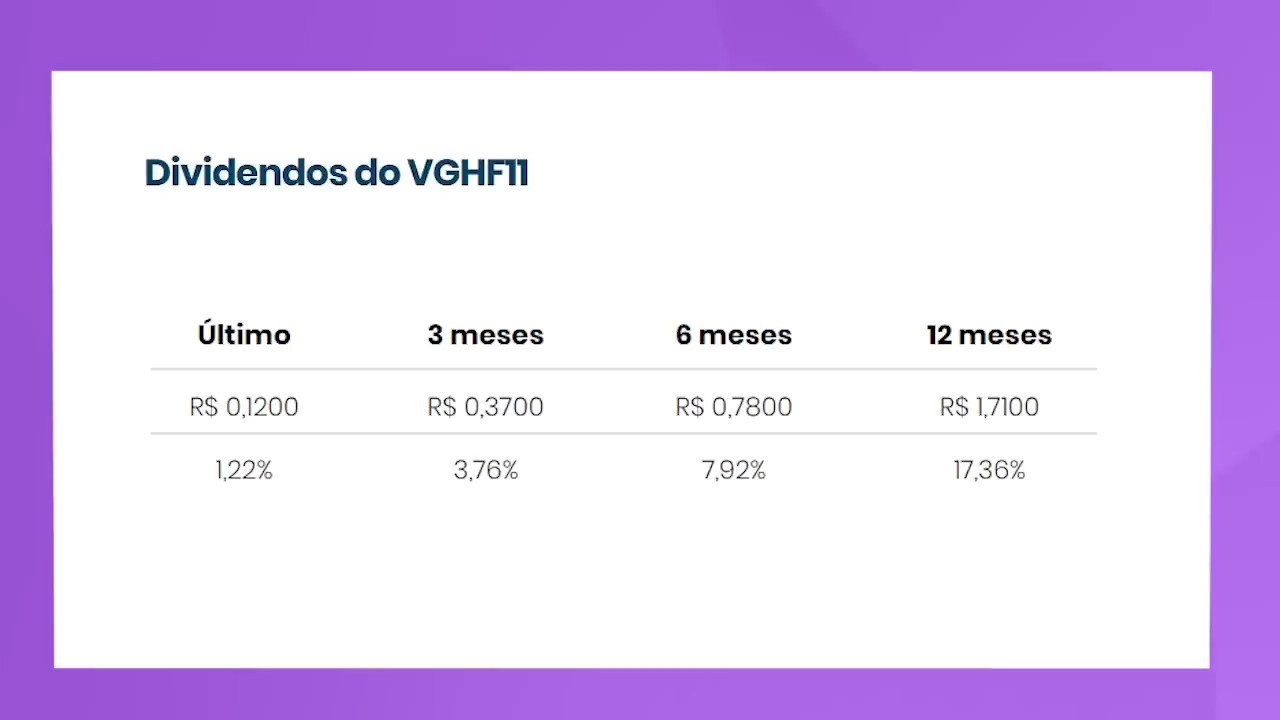 Dividendos do VGHF11
Último 3 meses 6 meses 12 meses
R$ 0,1200 R$ 0,3700 R$ 0,7800 R$ 1,7100
1,22% 3,76% 7,92% 17,36%